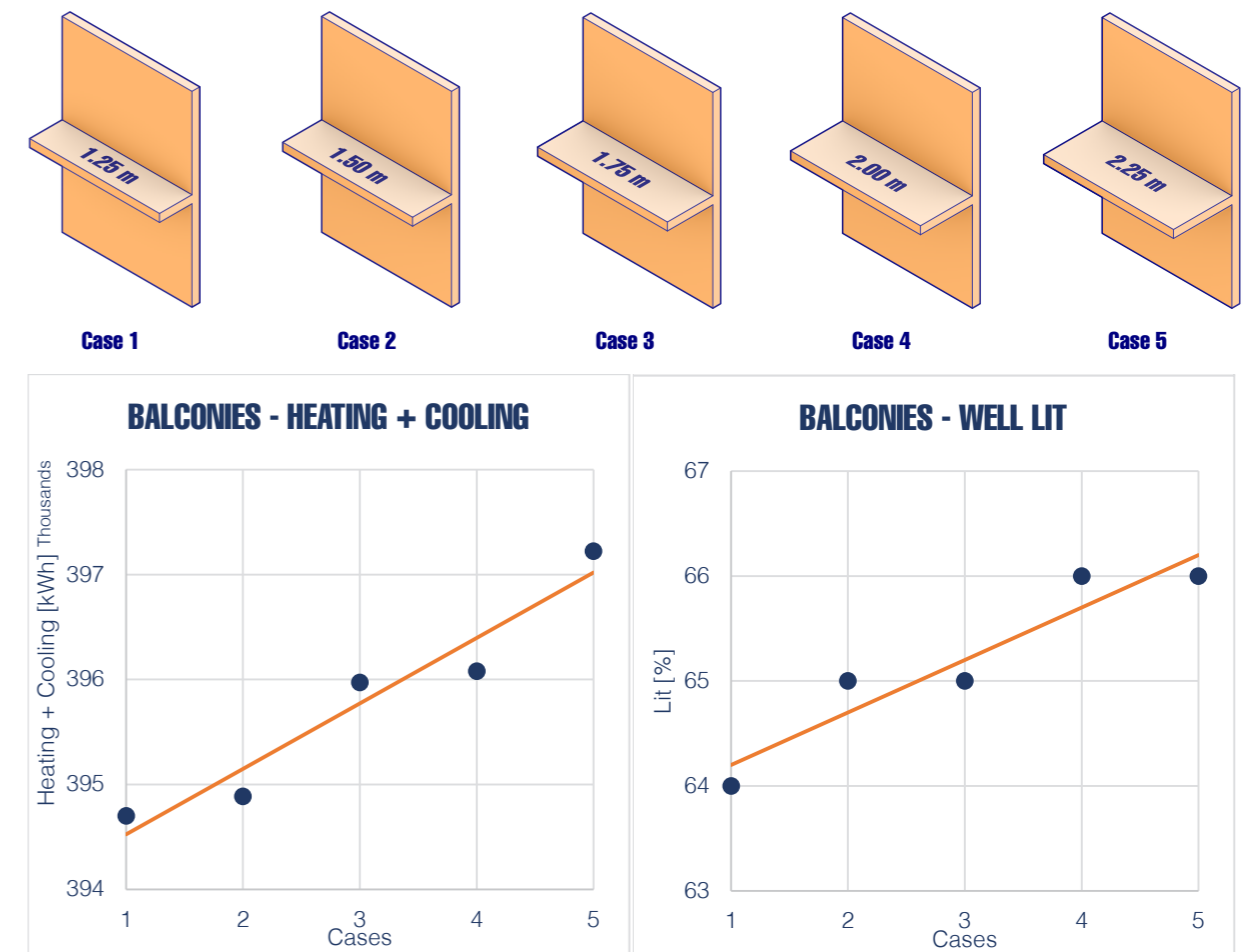 1.25 m
1.50 m
1.75 m
2.00 m
2.25 m
Case 1
Case 2
Case 3
Case 4
Case 5
BALCONIES - HEATING + COOLING
Heating + Cooling [kWh] Thousands
398
397
396
395
394
1 2 3 4 5
Cases
BALCONIES - WELL LIT
Lit [%]
67
66
65
64
63
1 2 3 4 5
Cases